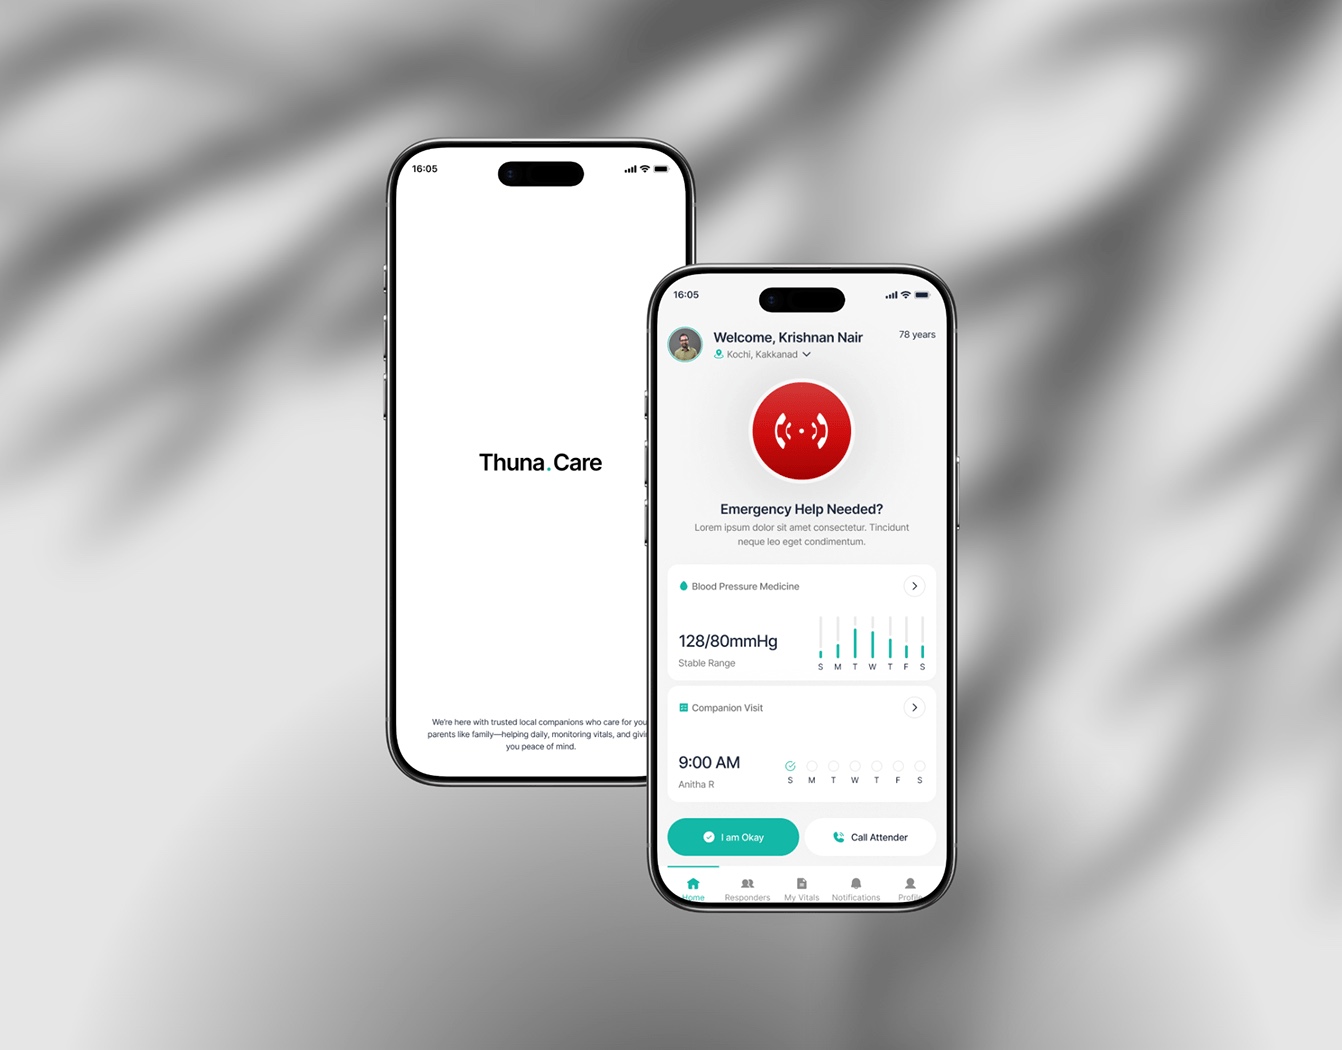 16:05
Thuna.Care
We're here with trusted local companions who care for you
parents like family—helping daily, monitoring vitals, and
you peace of mind.
16:05
Welcome, Krishnan Nair
78 years
Kochi, Kakkanad
Emergency Help Needed?
Lorem ipsum dolor sit amet consectetur. Tincidunt
neque leo eget condimentum.
Blood Pressure Medicine
128/80mmHg
Stable Range
S M T W T F S
Companion Visit
9:00 AM
Anitha R
S M T W T F S
I am Okay
Call Attender
Home Responders My Vitals Notifications Profile